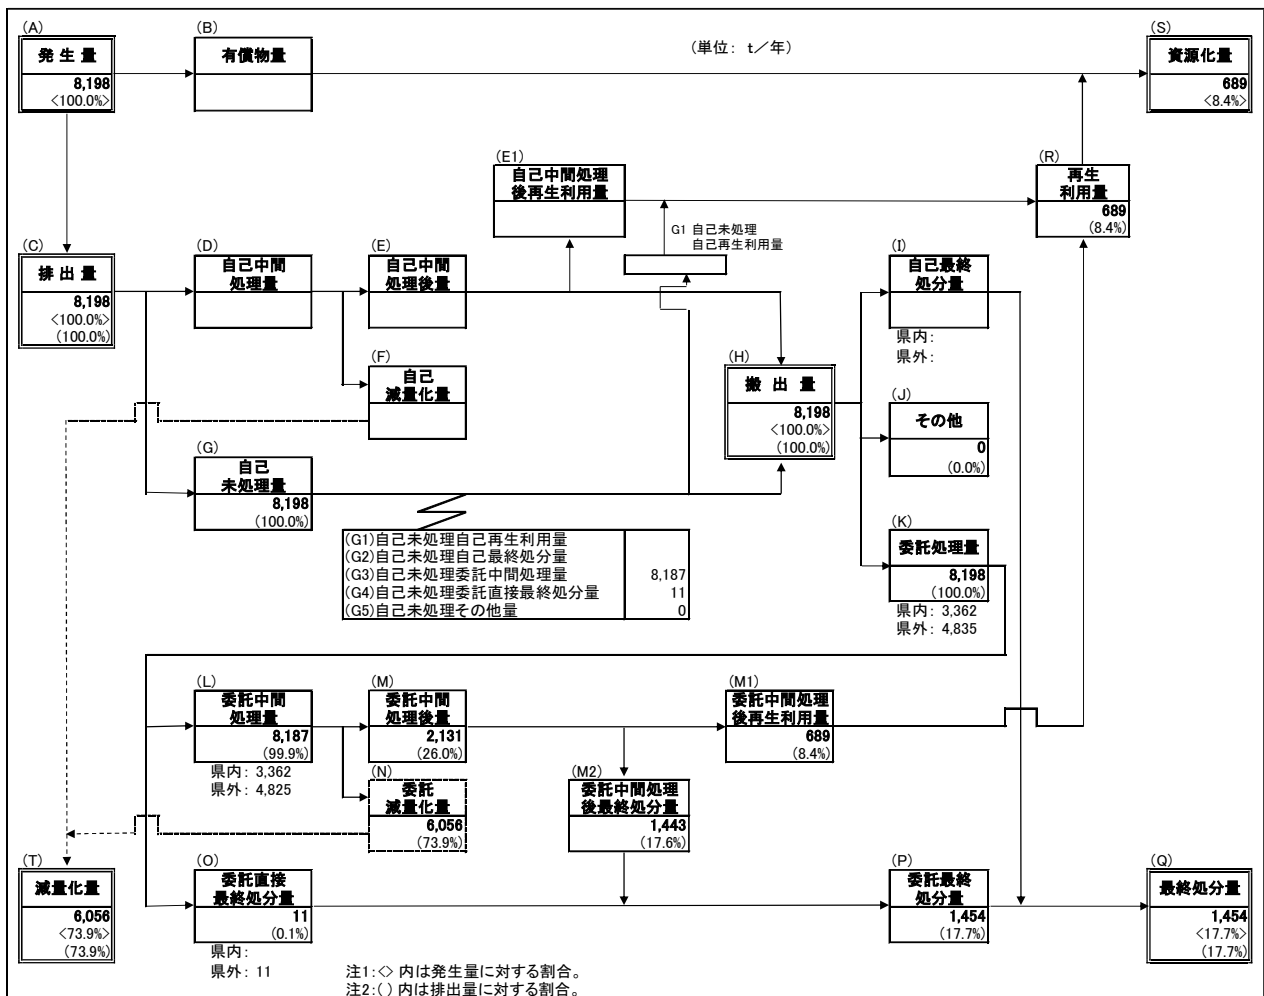 (A)
発 生 量
8,198
<100.0%>
(B)
有償物量
(単位： t／年)
(S)
資源化量
689
<8.4%>
(E1)
自己中間処理
後再生利用量
(R)
再生
利用量
689
(8.4%)
G1 自己未処理
自己再生利用量
(C)
排 出 量
8,198
<100.0%>
(100.0%)
(D)
自己中間
処理量
(E)
自己中間
処理後量
(I)
自己最終
処分量
県内：
県外：
(F)
自己
減量化量
(H)
搬 出 量
8,198
<100.0%>
(100.0%)
(J)
その他
0
(0.0%)
(G)
自己
未処理量
8,198
(100.0%)
(G1)自己未処理自己再生利用量
(G2)自己未処理自己最終処分量
(G3)自己未処理委託中間処理量 8,187
(G4)自己未処理委託直接最終処分量 11
(G5)自己未処理その他量 0
(K)
委託処理量
8,198
(100.0%)
県内： 3,362
県外： 4,835
(L)
委託中間
処理量
8,187
(99.9%)
県内： 3,362
県外： 4,825
(M)
委託中間
処理後量
2,131
(26.0%)
(M1)
委託中間処理
後再生利用量
689
(8.4%)
(N)
委託
減量化量
6,056
(73.9%)
(M2)
委託中間処理
後最終処分量
1,443
(17.6%)
(T)
減量化量
6,056
<73.9%>
(73.9%)
(O)
委託直接
最終処分量
11
(0.1%)
県内：
県外： 11
(P)
委託最終
処分量
1,454
(17.7%)
(Q)
最終処分量
1,454
<17.7%>
(17.7%)
注1:<> 内は発生量に対する割合。
注2:( ) 内は排出量に対する割合。